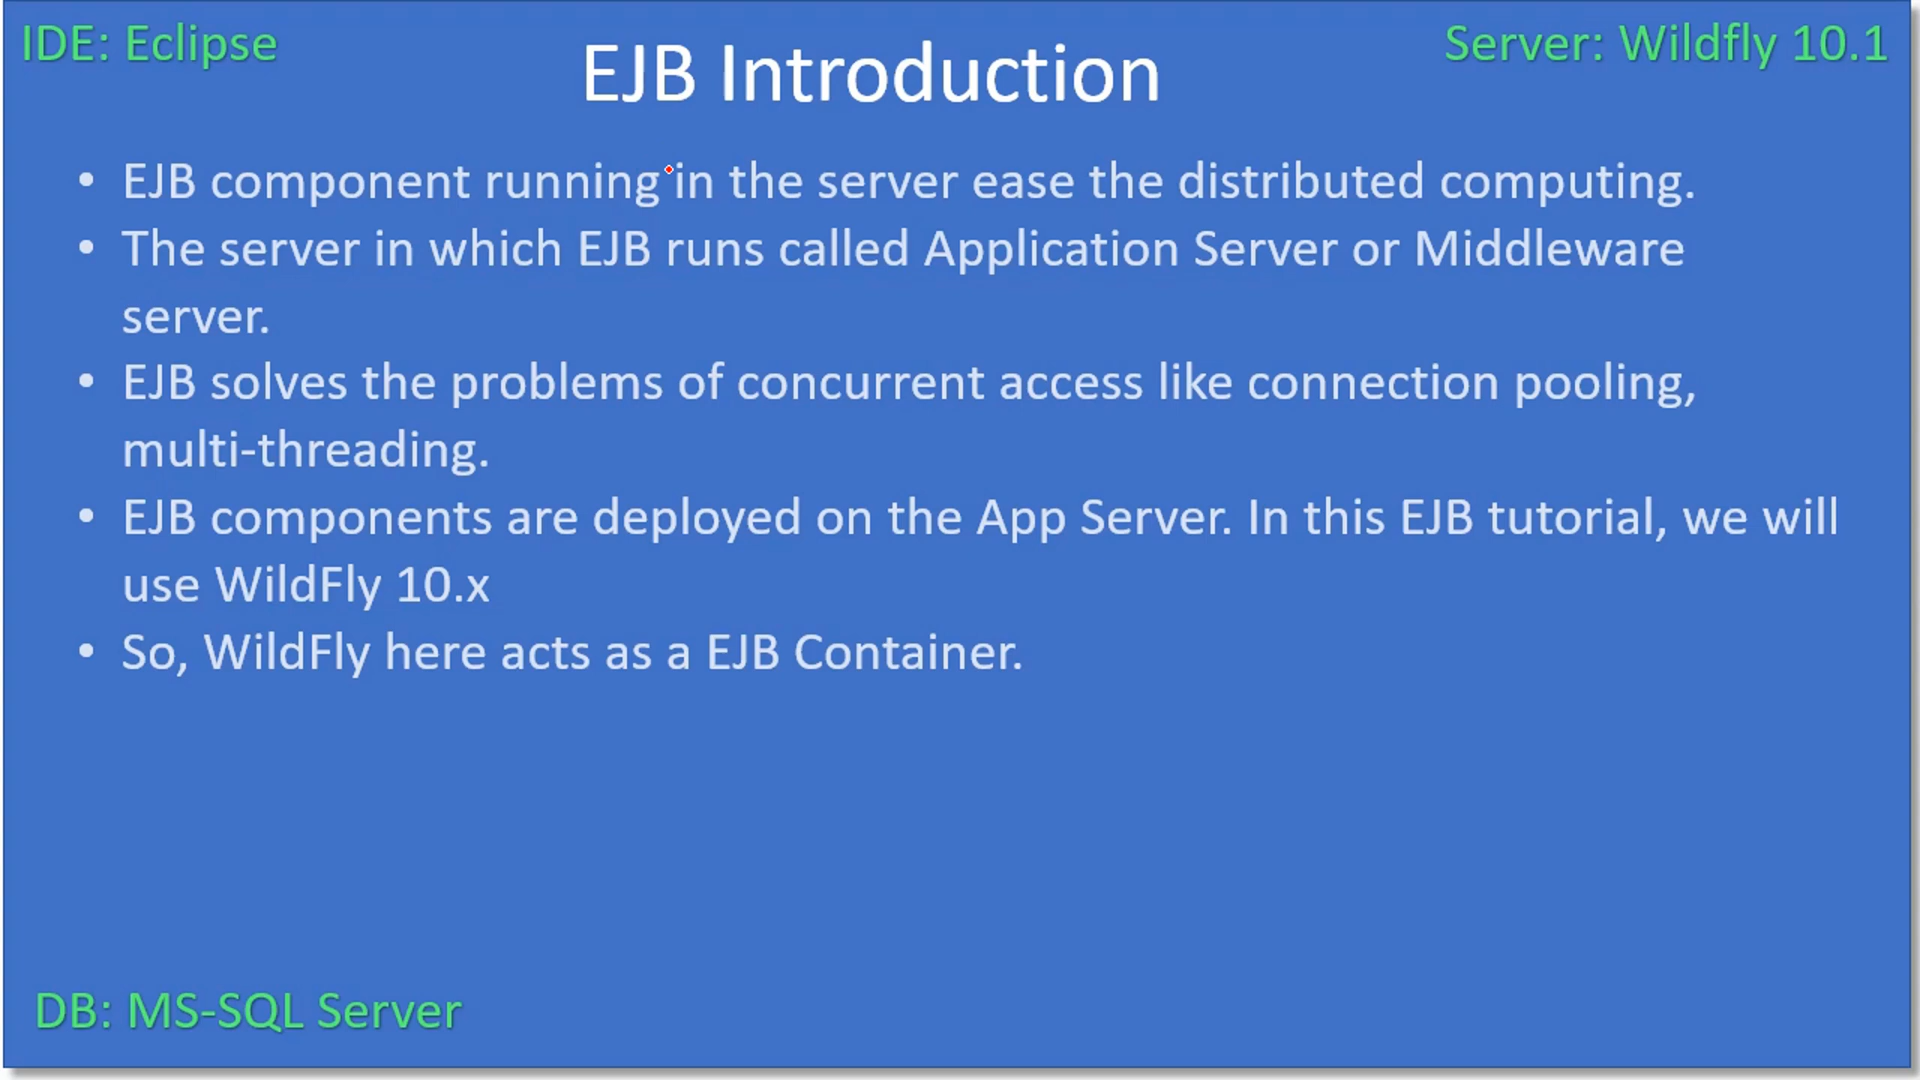 IDE: Eclipse
EJB Introduction
Server: Wildfly 10.1
• EJB component running in the server ease the distributed computing.
• The server in which EJB runs called Application Server or Middleware
server.
• EJB solves the problems of concurrent access like connection pooling,
multi-threading.
• EJB components are deployed on the App Server. In this EJB tutorial, we will
use WildFly 10.x
• So, WildFly here acts as a EJB Container.
DB: MS-SQL Server